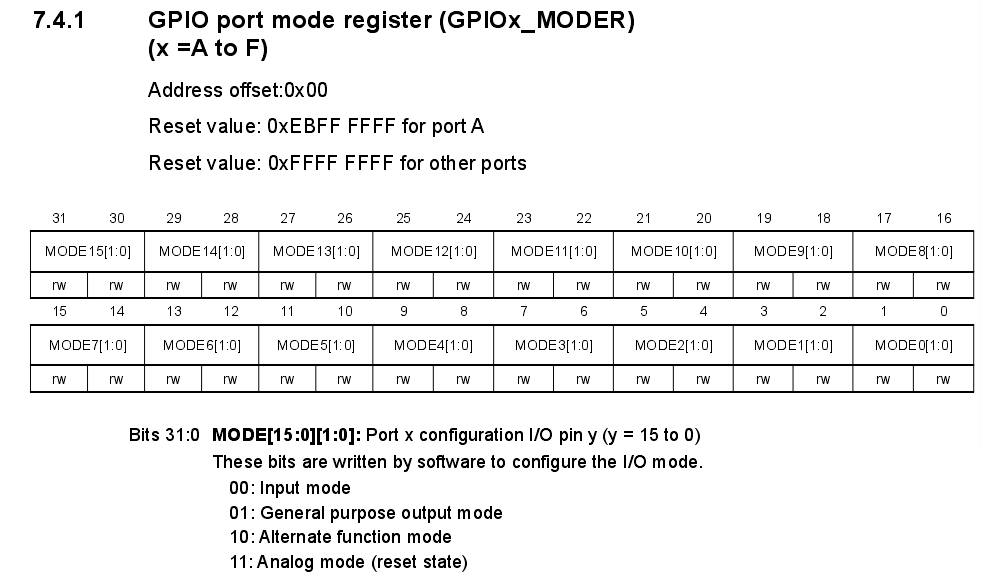 7.4.1 GPIO port mode register (GPIOx_MODER)
(x =A to F)
Address offset:0x00
Reset value: 0xEBFF FFFF for port A
Reset value: 0xFFFF FFFF for other ports
31 30 29 28 27 26 25 24 23 22 21 20 19 18 17 16
MODE15[1:0] MODE14[1:0] MODE13[1:0] MODE12[1:0] MODE11[1:0] MODE10[1:0] MODE9[1:0] MODE8[1:0]
rw rw rw rw rw rw rw rw rw rw rw rw rw rw rw rw
15 14 13 12 11 10 9 8 7 6 5 4 3 2 1 0
MODE7[1:0] MODE6[1:0] MODE5[1:0] MODE4[1:0] MODE3[1:0] MODE2[1:0] MODE1[1:0] MODE0[1:0]
rw rw rw rw rw rw rw rw rw rw rw rw rw rw rw rw
Bits 31:0 MODE[15:0][1:0]: Port x configuration I/O pin y (y = 15 to 0)
These bits are written by software to configure the I/O mode.
00: Input mode
01: General purpose output mode
10: Alternate function mode
11: Analog mode (reset state)